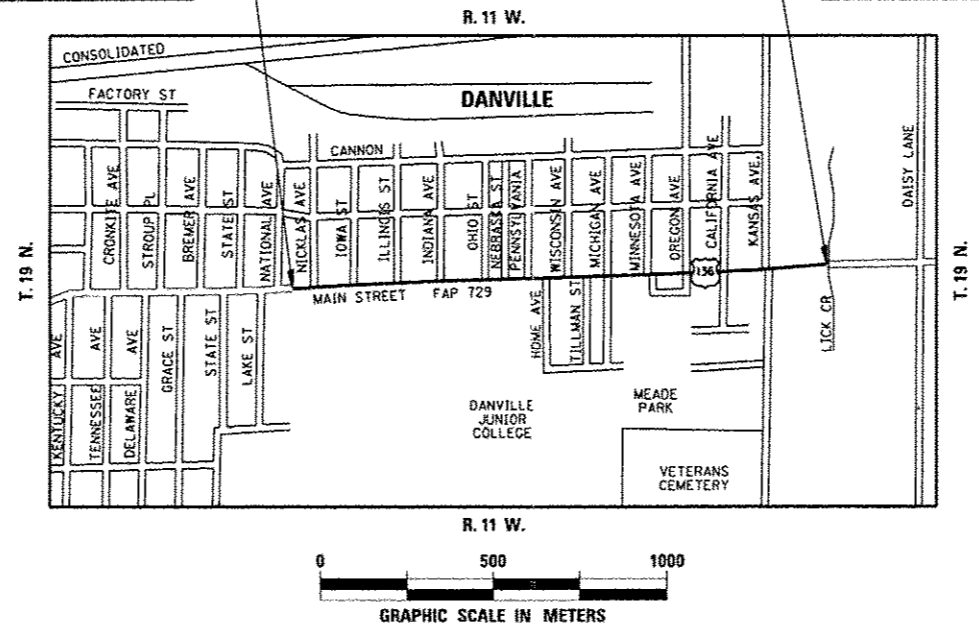 R. 11 W.
CONSOLIDATED
FACTORY ST
DANVILLE
CANNON
CRONKITE AVE
STROUP PL
BREMER AVE
STATE ST
NATIONAL AVE
NICKLAS AVE
IOWA ST
ILLINOIS ST
INDIANA AVE
OHIO ST
NEBRASKA ST
PENNSYLVANIA
WISCONSIN AVE
MICHIGAN AVE
MINNESOTA AVE
OREGON AVE
CALIFORNIA AVE
KANSAS AVE.
DAISY LANE
T. 19 N.
T. 19 N.
136
MAIN STREET FAP 729
KENTUCKY AVE
TENNESSEE AVE
DELAWARE AVE
GRACE ST
STATE ST
LAKE ST
HOME AVE
TILLMAN ST
LICK CR
DANVILLE
JUNIOR
COLLEGE
MEADE
PARK
VETERANS
CEMETERY
R. 11 W.
0 500 1000
GRAPHIC SCALE IN METERS